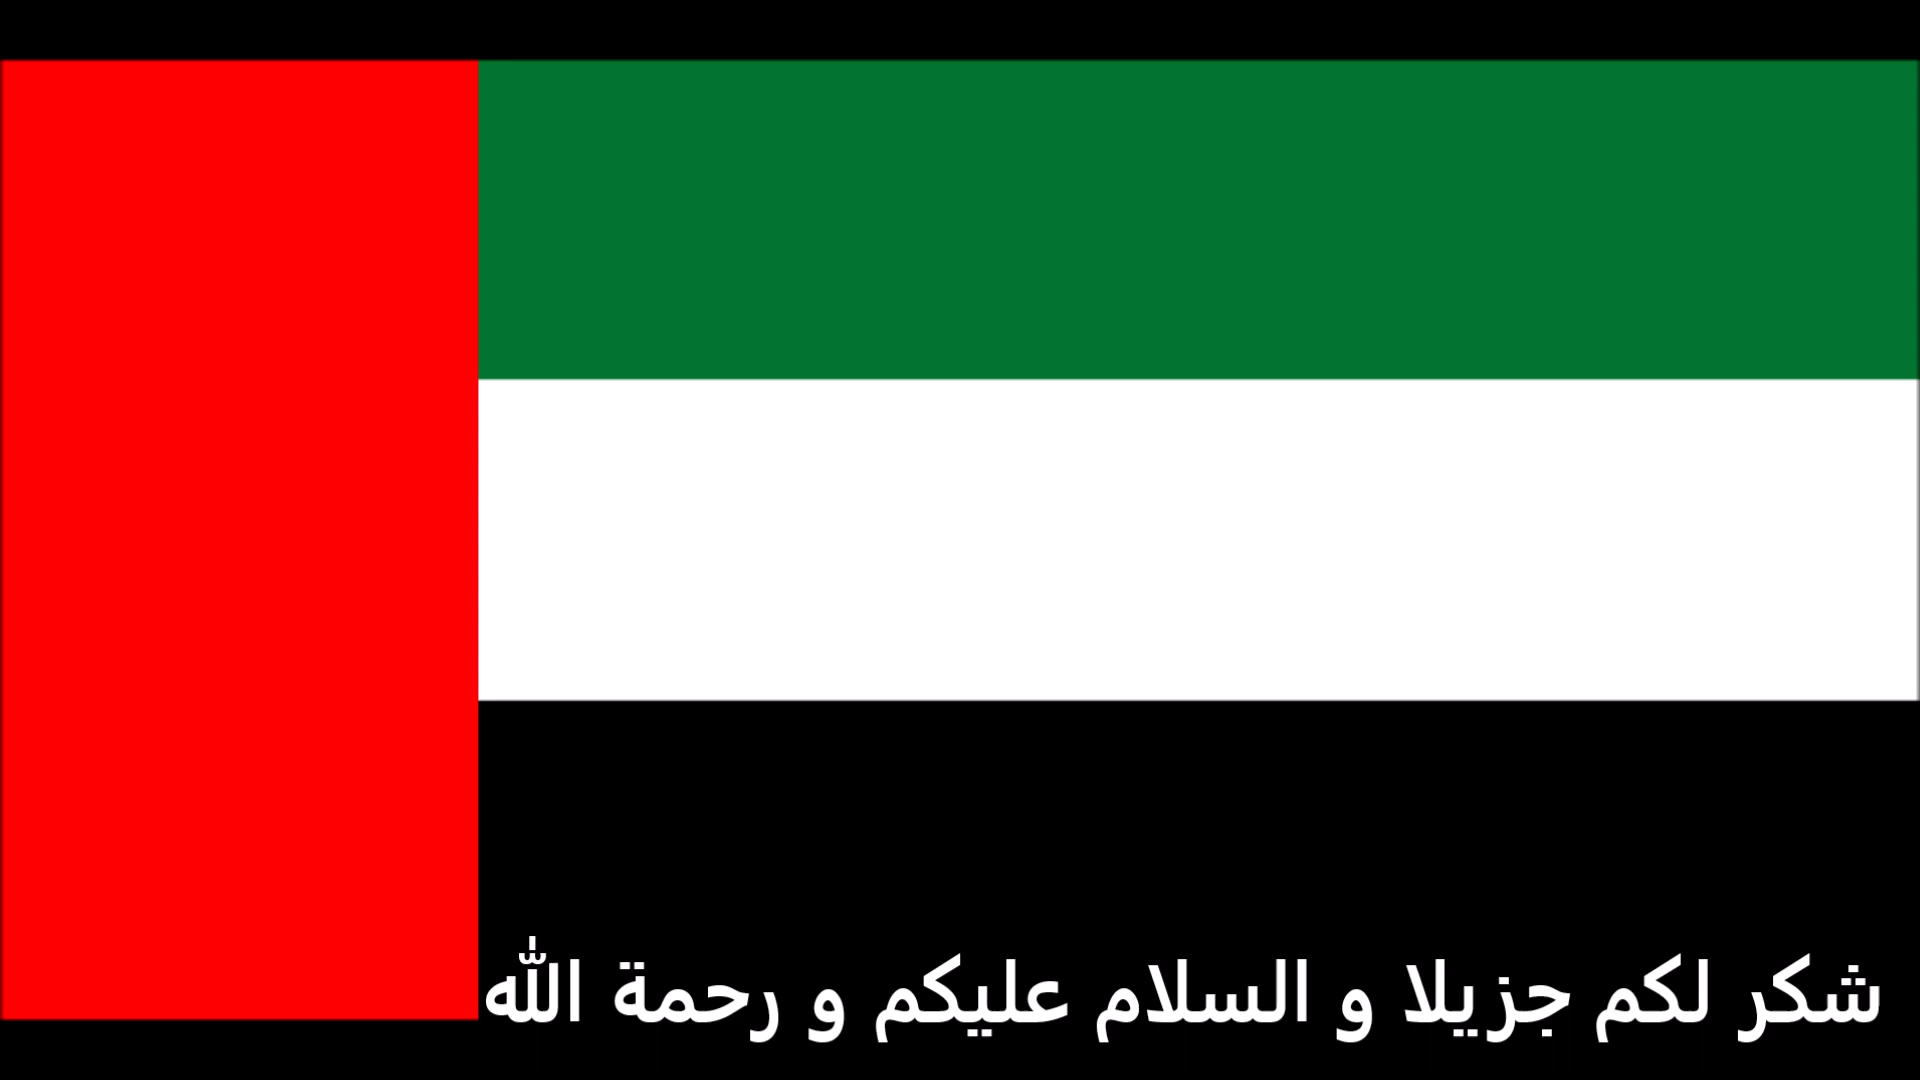 شكر لكم جزيلا و السلام عليكم و رحمة الله